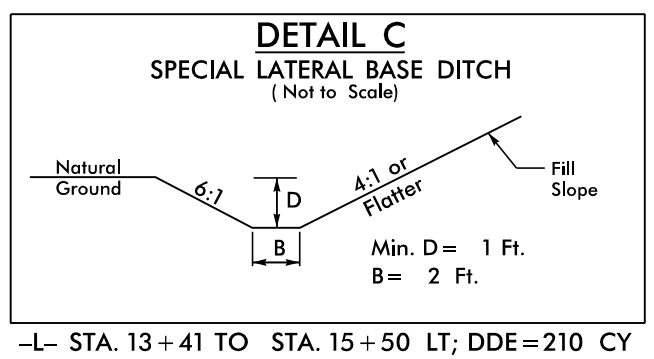 DETAIL C
SPECIAL LATERAL BASE DITCH
( Not to Scale)
Natural
Ground
6:1
D
B
4:1 or
Flatter
Fill
Slope
Min. D = 1 Ft.
B = 2 Ft.
–L– STA. 13 + 41 TO STA. 15 + 50 LT; DDE = 210 CY